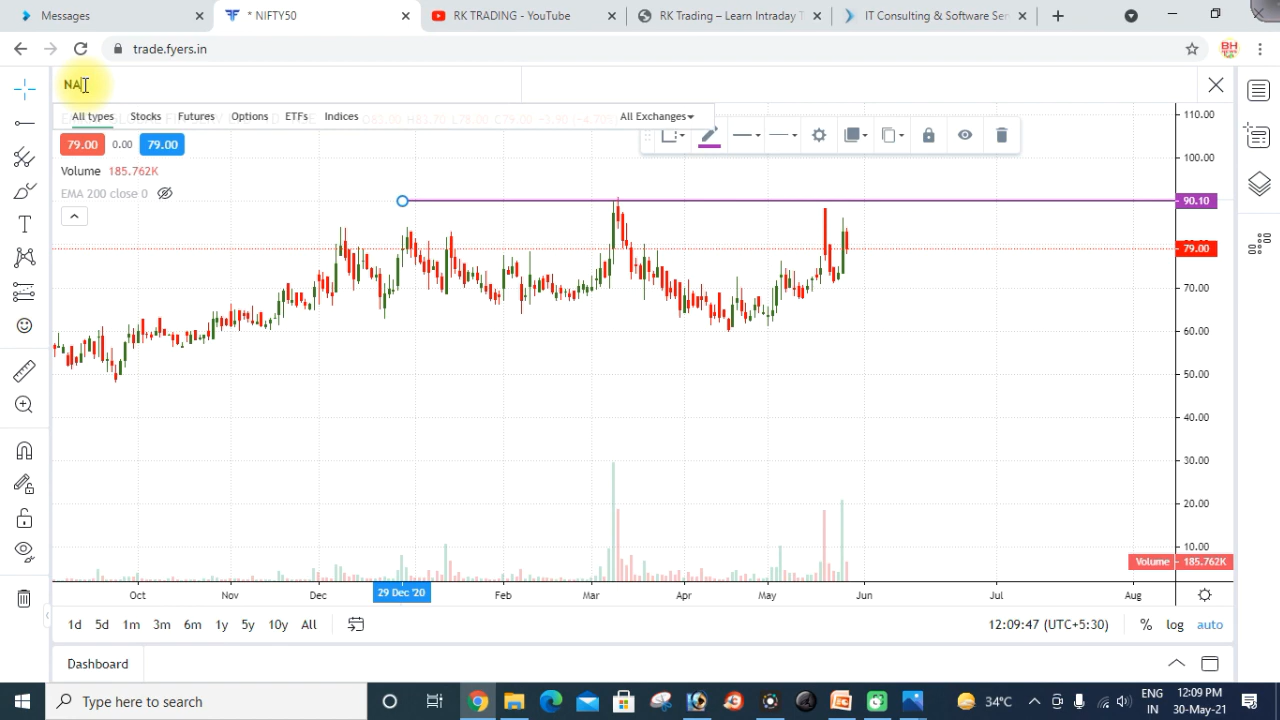 Messages
* NIFTY50
RK TRADING - YouTube
RK Trading – Learn Intraday T
IT Consulting & Software Ser
trade.fyers.in
BH
NA
All types Stocks Futures Options ETFs Indices All Exchanges
79.00 0.00 79.00
Volume 185.762K
EMA 200 close 0
110.00
100.00
90.10
79.00
70.00
60.00
50.00
40.00
30.00
20.00
10.00
Volume 185.762K
Oct Nov Dec 29 Dec '20 Feb Mar Apr May Jun Jul Aug
1d 5d 1m 3m 6m 1y 5y 10y All
12:09:47 (UTC+5:30) % log auto
Dashboard
Type here to search
34°C
ENG
IN
12:09 PM
30-May-21